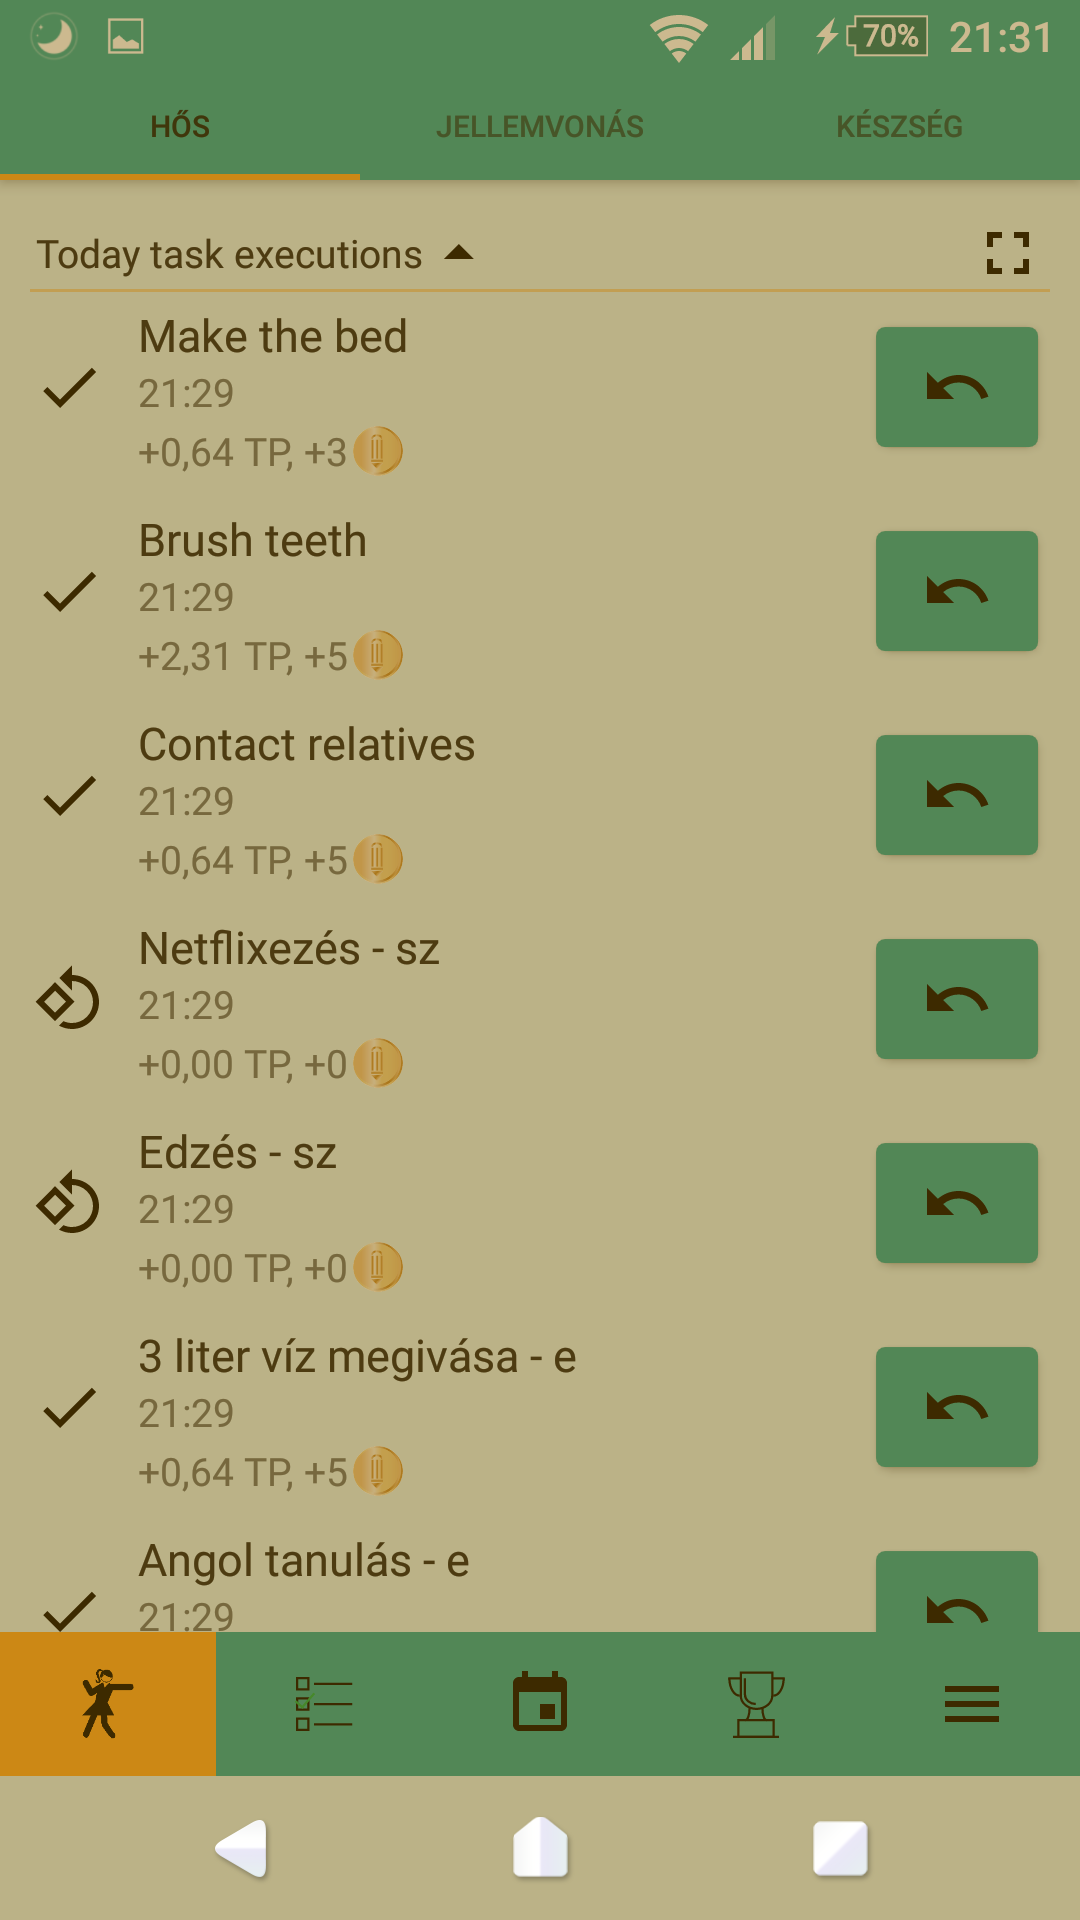 70% 21:31
HŐS JELLEMVONÁS KÉSZSÉG
Today task executions
Make the bed
21:29
+0,64 TP, +3
Brush teeth
21:29
+2,31 TP, +5
Contact relatives
21:29
+0,64 TP, +5
Netflixezés - sz
21:29
+0,00 TP, +0
Edzés - sz
21:29
+0,00 TP, +0
3 liter víz megivása - e
21:29
+0,64 TP, +5
Angol tanulás - e
21:29